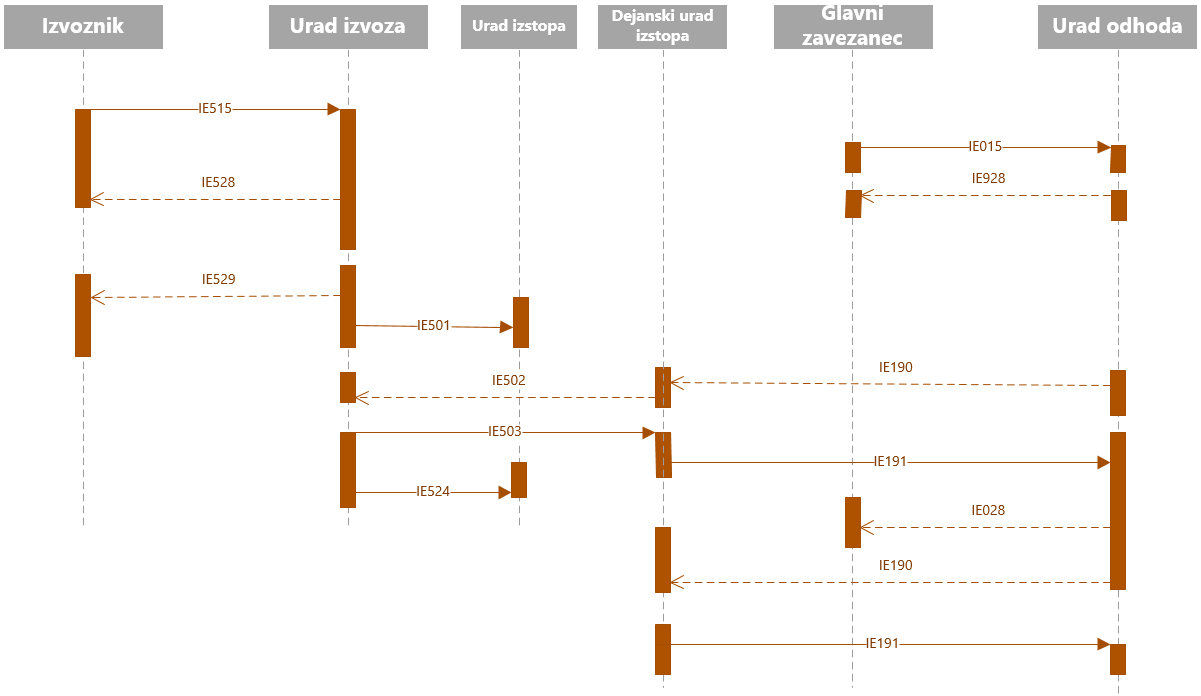 Izvoznik
Urad izvoza
Urad izstopa
Dejanski urad
izstopa
Glavni
zavezanec
Urad odhoda
IE515
IE015
IE528
IE928
IE529
IE501
IE190
IE502
IE503
IE191
IE524
IE028
IE190
IE191